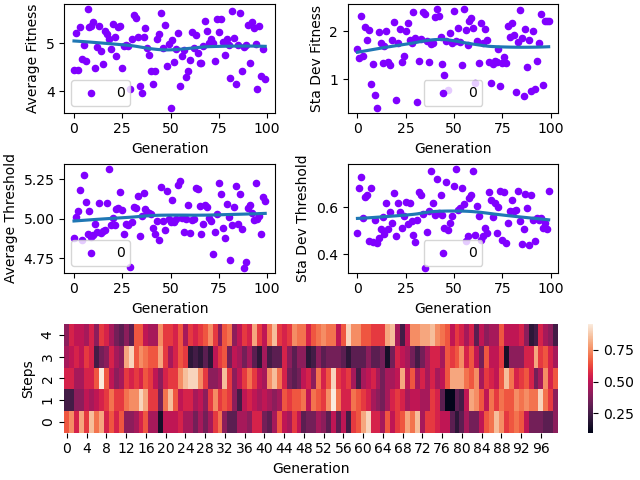 Average Fitness
5
4
0
0 25 50 75 100
Generation
Sta Dev Fitness
2
1
0
0 25 50 75 100
Generation
Average Threshold
5.25
5.00
4.75
0
0 25 50 75 100
Generation
Sta Dev Threshold
0.6
0.4
0
0 25 50 75 100
Generation
Steps
4
3
2
1
0
0 4 8 12 16 20 24 28 32 36 40 44 48 52 56 60 64 68 72 76 80 84 88 92 96
Generation
0.75
0.50
0.25